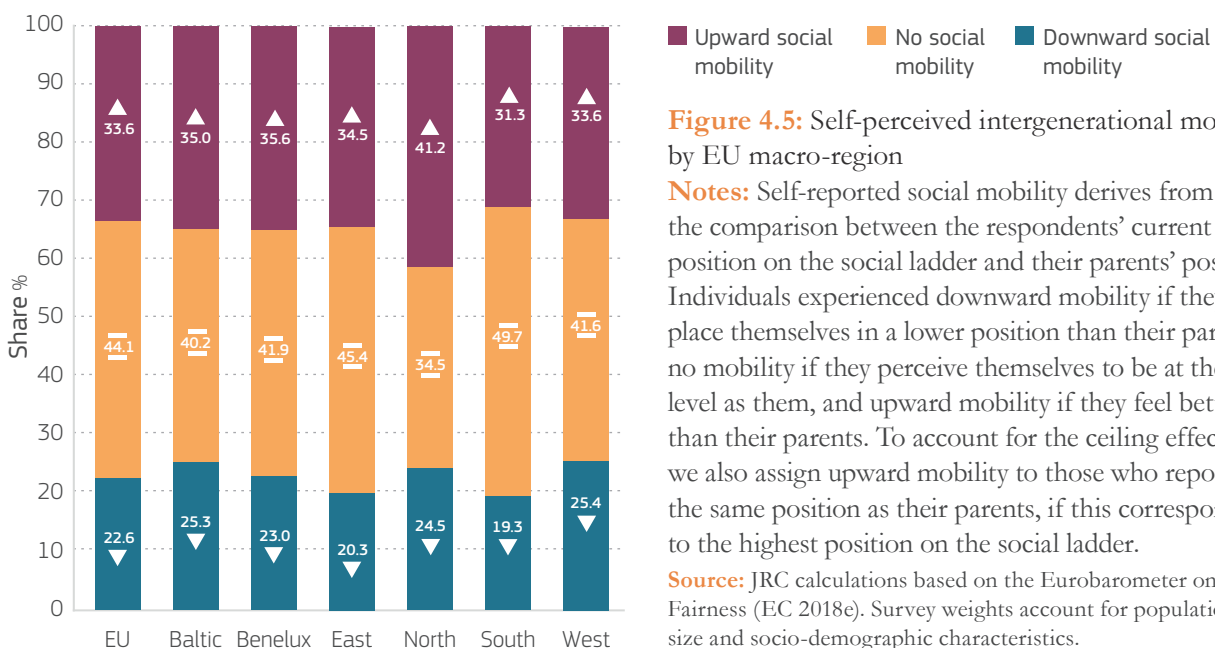 100
90
80
70
60
50
40
30
20
10
0
Share %
33.6
35.0
35.6
34.5
41.2
31.3
33.6
44.1
40.2
41.9
45.4
34.5
49.7
41.6
22.6
25.3
23.0
20.3
24.5
19.3
25.4
EU Baltic Benelux East North South West
Upward social mobility
No social mobility
Downward social mobility
Figure 4.5: Self-perceived intergenerational
by EU macro-region
Notes: Self-reported social mobility derives from
the comparison between the respondents' current
position on the social ladder and their parents'
Individuals experienced downward mobility if they
place themselves in a lower position than their
no mobility if they perceive themselves to be at the
level as them, and upward mobility if they feel
than their parents. To account for the ceiling
we also assign upward mobility to those who
the same position as their parents, if this
to the highest position on the social ladder.
Source: JRC calculations based on the Eurobarometer on
Fairness (EC 2018e). Survey weights account for
size and socio-demographic characteristics.